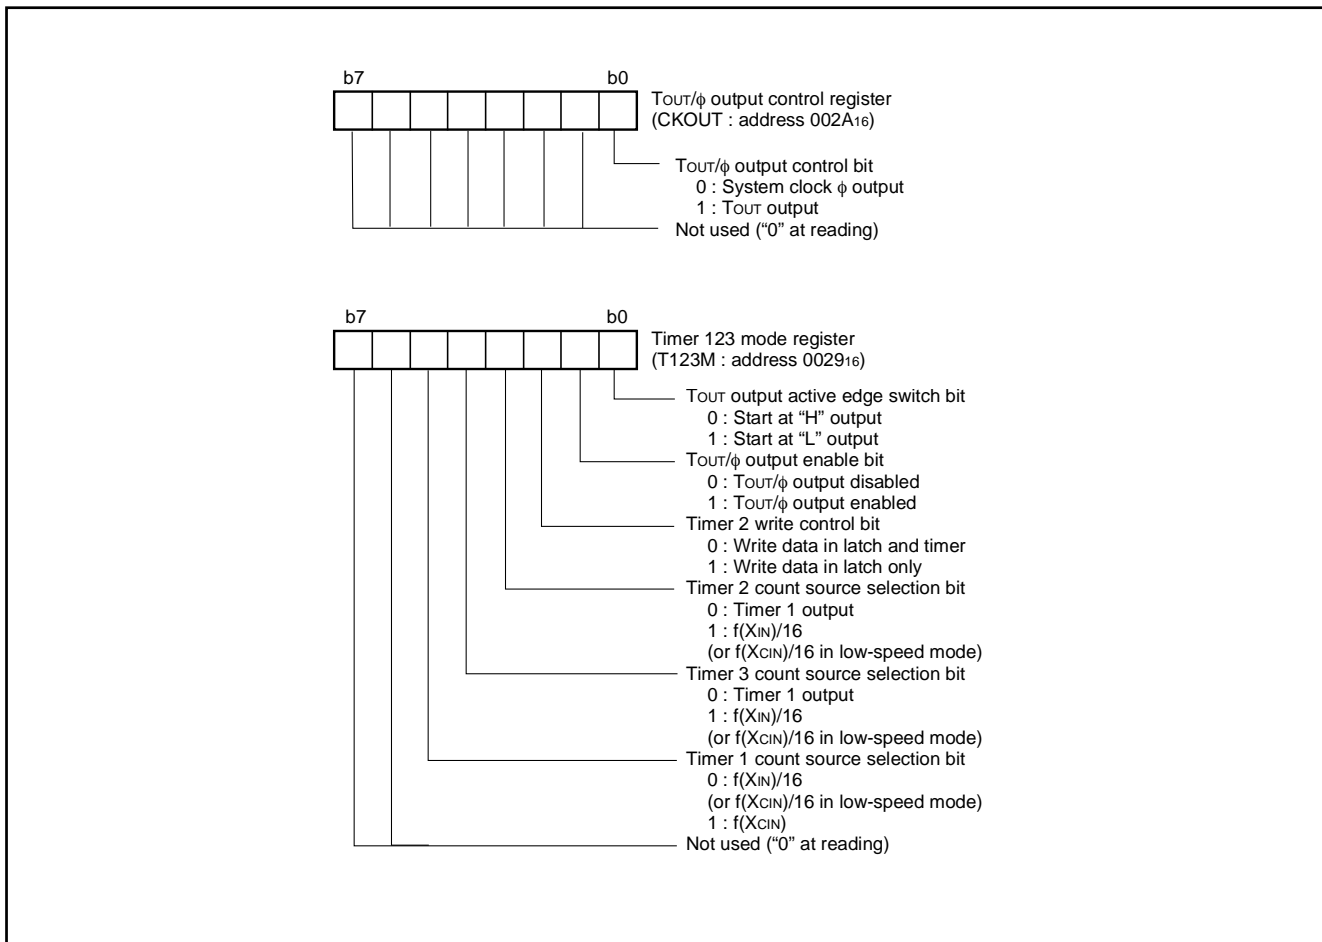 b7 b0
TOUT/ϕ output control register
(CKOUT : address 002A16)
TOUT/ϕ output control bit
0 : System clock ϕ output
1 : TOUT output
Not used (“0” at reading)
b7 b0
Timer 123 mode register
(T123M : address 002916)
TOUT output active edge switch bit
0 : Start at “H” output
1 : Start at “L” output
TOUT/ϕ output enable bit
0 : TOUT/ϕ output disabled
1 : TOUT/ϕ output enabled
Timer 2 write control bit
0 : Write data in latch and timer
1 : Write data in latch only
Timer 2 count source selection bit
0 : Timer 1 output
1 : f(XIN)/16
(or f(XCIN)/16 in low-speed mode)
Timer 3 count source selection bit
0 : Timer 1 output
1 : f(XIN)/16
(or f(XCIN)/16 in low-speed mode)
Timer 1 count source selection bit
0 : f(XIN)/16
(or f(XCIN)/16 in low-speed mode)
1 : f(XCIN)
Not used (“0” at reading)